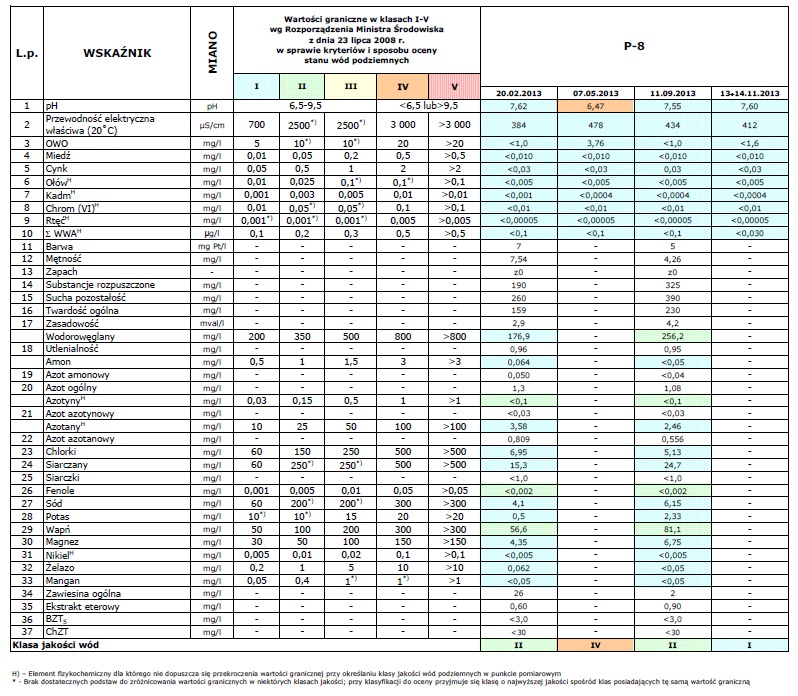 L.p. WSKAŹNIK MIANO Wartości graniczne w klasach I-V
wg Rozporządzenia Ministra Środowiska
z dnia 23 lipca 2008 r.
w sprawie kryteriów i sposobu oceny
stanu wód podziemnych P-8
I II III IV V 20.02.2013 07.05.2013 11.09.2013 13÷14.11.2013
1 pH pH 6,5-9,5 <6,5 lub>9,5 7,62 6,47 7,55 7,60
2 Przewodność elektryczna
właściwa (20˚C) µS/cm 700 2500*) 2500*) 3 000 >3 000 384 478 434 412
3 OWO mg/l 5 10*) 10*) 20 >20 <1,0 3,76 <1,0 <1,6
4 Miedź mg/l 0,01 0,05 0,2 0,5 >0,5 <0,010 <0,010 <0,010 <0,010
5 Cynk mg/l 0,05 0,5 1 2 >2 <0,03 <0,03 0,03 <0,03
6 OłówH mg/l 0,01 0,025 0,1*) 0,1*) >0,1 <0,005 <0,005 <0,005 <0,005
7 KadmH mg/l 0,001 0,003 0,005 0,01 >0,01 <0,001 <0,0004 <0,0004 <0,0004
8 Chrom (VI)H mg/l 0,01 0,05*) 0,05*) 0,1 >0,1 <0,01 <0,01 <0,01 <0,01
9 RtęćH mg/l 0,001*) 0,001*) 0,001*) 0,005 >0,005 <0,00005 <0,00005 <0,00005 <0,00005
10 Σ WWAH µg/l 0,1 0,2 0,3 0,5 >0,5 <0,1 <0,1 <0,1 <0,030
11 Barwa mg Pt/l - - - - - 7 - 5 -
12 Mętność mg/l - - - - - 7,54 - 4,26 -
13 Zapach - - - - - - z0 - z0 -
14 Substancje rozpuszczone mg/l - - - - - 190 - 325 -
15 Sucha pozostałość mg/l - - - - - 260 - 390 -
16 Twardość ogólna mg/l - - - - - 159 - 230 -
17 Zasadowość mval/l - - - - - 2,9 - 4,2 -
Wodorowęglany mg/l 200 350 500 800 >800 176,9 - 256,2 -
18 Utlenialność mg/l - - - - - 0,96 - 0,95 -
Amon mg/l 0,5 1 1,5 3 >3 0,064 - <0,05 -
19 Azot amonowy mg/l - - - - - 0,050 - <0,04 -
20 Azot ogólny mg/l - - - - - 1,3 - 1,08 -
AzotynyH mg/l 0,03 0,15 0,5 1 >1 <0,1 - <0,1 -
21 Azot azotynowy mg/l - - - - - <0,03 - <0,03 -
AzotanyH mg/l 10 25 50 100 >100 3,58 - 2,46 -
22 Azot azotanowy mg/l - - - - - 0,809 - 0,556 -
23 Chlorki mg/l 60 150 250 500 >500 6,95 - 5,13 -
24 Siarczany mg/l 60 250*) 250*) 500 >500 15,3 - 24,7 -
25 Siarczki mg/l - - - - - <1,0 - <1,0 -
26 Fenole mg/l 0,001 0,005 0,01 0,05 >0,05 <0,002 - <0,002 -
27 Sód mg/l 60 200*) 200*) 300 >300 4,1 - 6,15 -
28 Potas mg/l 10*) 10*) 15 20 >20 0,5 - 2,33 -
29 Wapń mg/l 50 100 200 300 >300 56,6 - 81,1 -
30 Magnez mg/l 30 50 100 150 >150 4,35 - 6,75 -
31 NikielH mg/l 0,005 0,01 0,02 0,1 >0,1 <0,005 - <0,005 -
32 Żelazo mg/l 0,2 1 5 10 >10 0,062 - <0,05 -
33 Mangan mg/l 0,05 0,4 1*) 1*) >1 <0,05 - <0,05 -
34 Zawiesina ogólna mg/l - - - - - 26 - 2 -
35 Ekstrakt eterowy mg/l - - - - - 0,60 - 0,90 -
36 BZT5 mg/l - - - - - <3,0 - <3,0 -
37 ChZT mg/l - - - - - <30 - <30 -
Klasa jakości wód II IV II I
H) – Element fizykochemiczny dla którego nie dopuszcza się przekroczenia wartości granicznej przy określaniu klasy jakości wód podziemnych w punkcie pomiarowym
* - Brak dostatecznych podstaw do zróżnicowania wartości granicznych w niektórych klasach jakości; przy klasyfikacji do oceny przyjmuje się klasę o najwyższej jakości spośród klas posiadających tę samą wartość graniczną